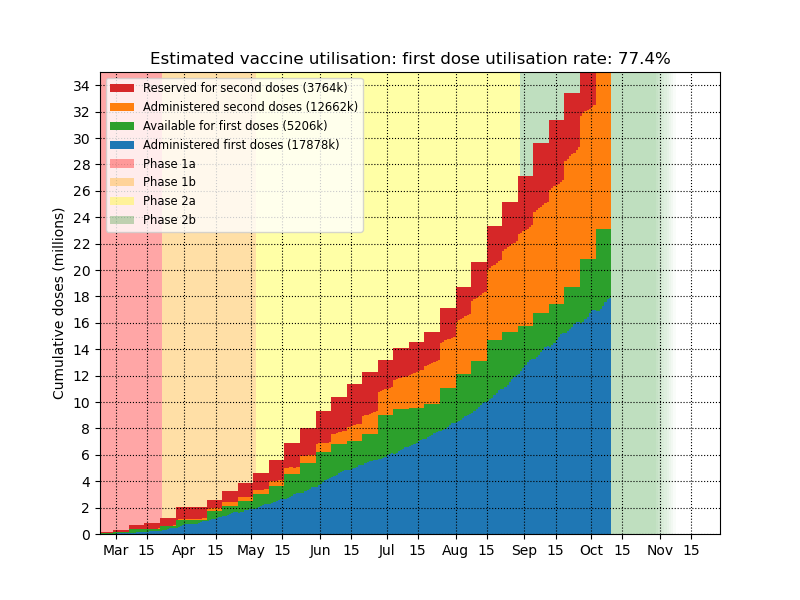 Estimated vaccine utilisation: first dose utilisation rate: 77.4%
Cumulative doses (millions)
34
32
30
28
26
24
22
20
18
16
14
12
10
8
6
4
2
0
Reserved for second doses (3764k)
Administered second doses (12662k)
Available for first doses (5206k)
Administered first doses (17878k)
Phase 1a
Phase 1b
Phase 2a
Phase 2b
Mar 15 Apr 15 May 15 Jun 15 Jul 15 Aug 15 Sep 15 Oct 15 Nov 15